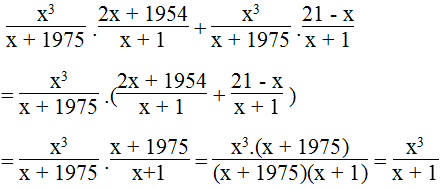 x³/(x + 1975) . (2x + 1954)/(x + 1) + x³/(x + 1975) . (21 - x)/(x + 1)
= x³/(x + 1975) .((2x + 1954)/(x + 1) + (21 - x)/(x + 1) )
= x³/(x + 1975) . (x + 1975)/(x+1) = x³.(x + 1975)/((x + 1975)(x + 1)) = x³/(x + 1)